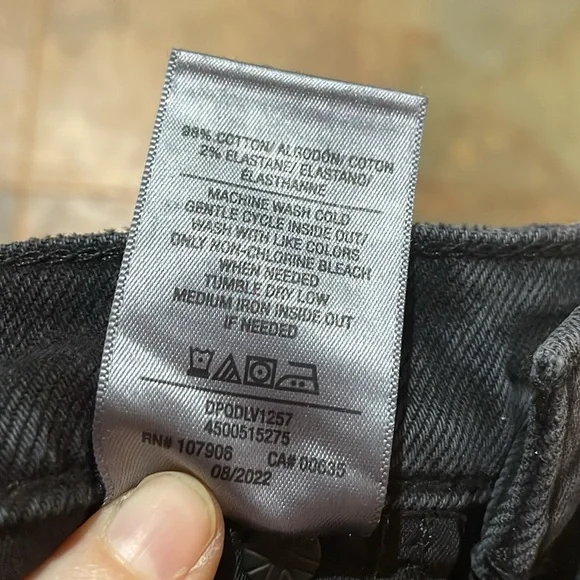 98% COTTON/ ALGODÓN/ COTON
2% ELASTANE/ ELASTANO/
ÉLASTHANNE
MACHINE WASH COLD
GENTLE CYCLE INSIDE OUT/
WASH WITH LIKE COLORS
ONLY NON-CHLORINE BLEACH
WHEN NEEDED
TUMBLE DRY LOW
MEDIUM IRON INSIDE OUT
IF NEEDED
DPODLV1257
4500515275
RN# 107906 CA# 00635
08/2022